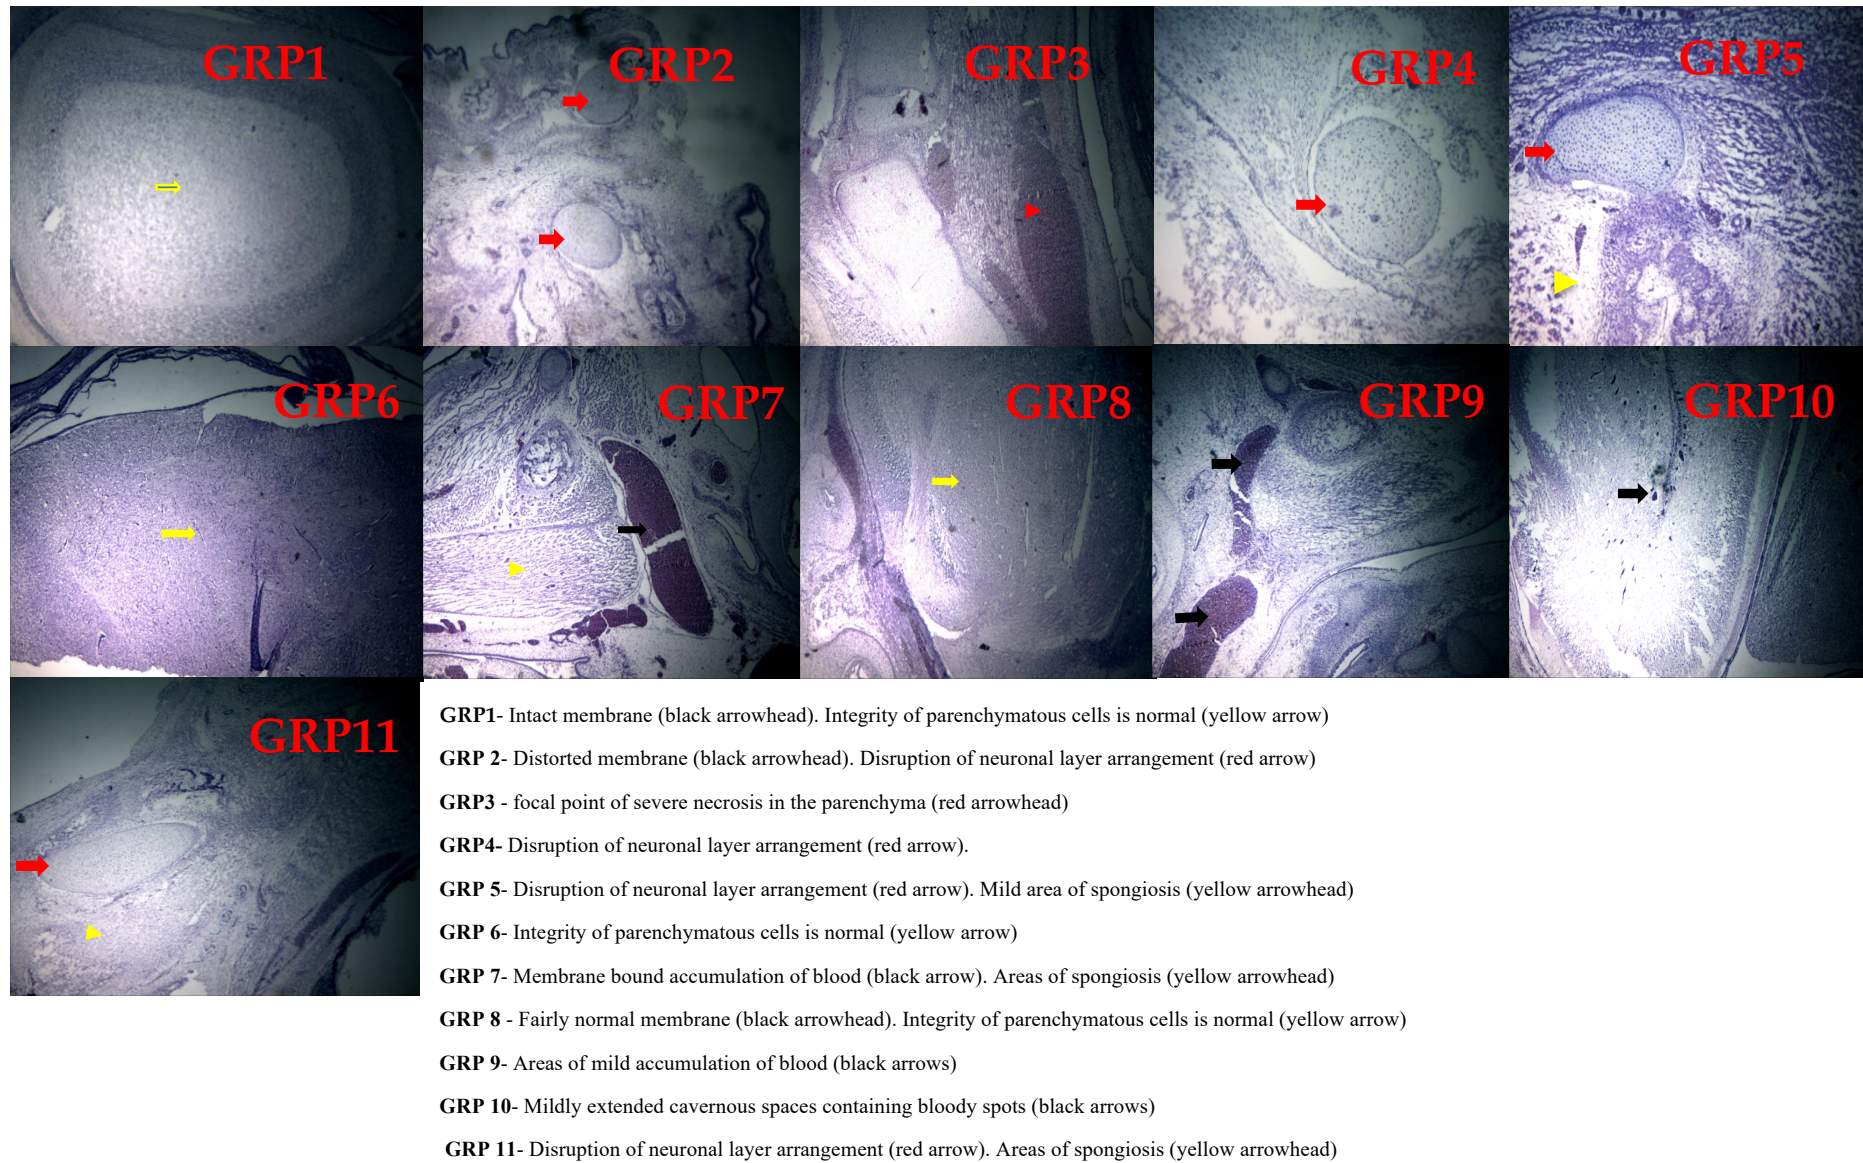 GRP1
GRP2
GRP3
GRP4
GRP5
GRP6
GRP7
GRP8
GRP9
GRP10
GRP11
GRP1- Intact membrane (black arrowhead). Integrity of parenchymatous cells is normal (yellow arrow)
GRP 2- Distorted membrane (black arrowhead). Disruption of neuronal layer arrangement (red arrow)
GRP3 - focal point of severe necrosis in the parenchyma (red arrowhead)
GRP4- Disruption of neuronal layer arrangement (red arrow).
GRP 5- Disruption of neuronal layer arrangement (red arrow). Mild area of spongiosis (yellow arrowhead)
GRP 6- Integrity of parenchymatous cells is normal (yellow arrow)
GRP 7- Membrane bound accumulation of blood (black arrow). Areas of spongiosis (yellow arrowhead)
GRP 8 - Fairly normal membrane (black arrowhead). Integrity of parenchymatous cells is normal (yellow arrow)
GRP 9- Areas of mild accumulation of blood (black arrows)
GRP 10- Mildly extended cavernous spaces containing bloody spots (black arrows)
GRP 11- Disruption of neuronal layer arrangement (red arrow). Areas of spongiosis (yellow arrowhead)